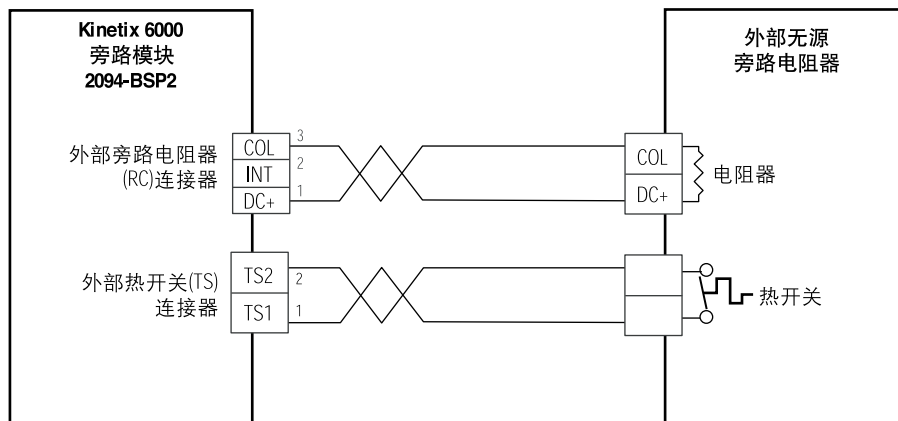 Kinetix 6000
旁路模块
2094-BSP2
外部无源
旁路电阻器
外部旁路电阻器
(RC)连接器
COL 3
INT 2
DC+ 1
COL
DC+
电阻器
外部热开关(TS)
连接器
TS2 2
TS1 1
热开关